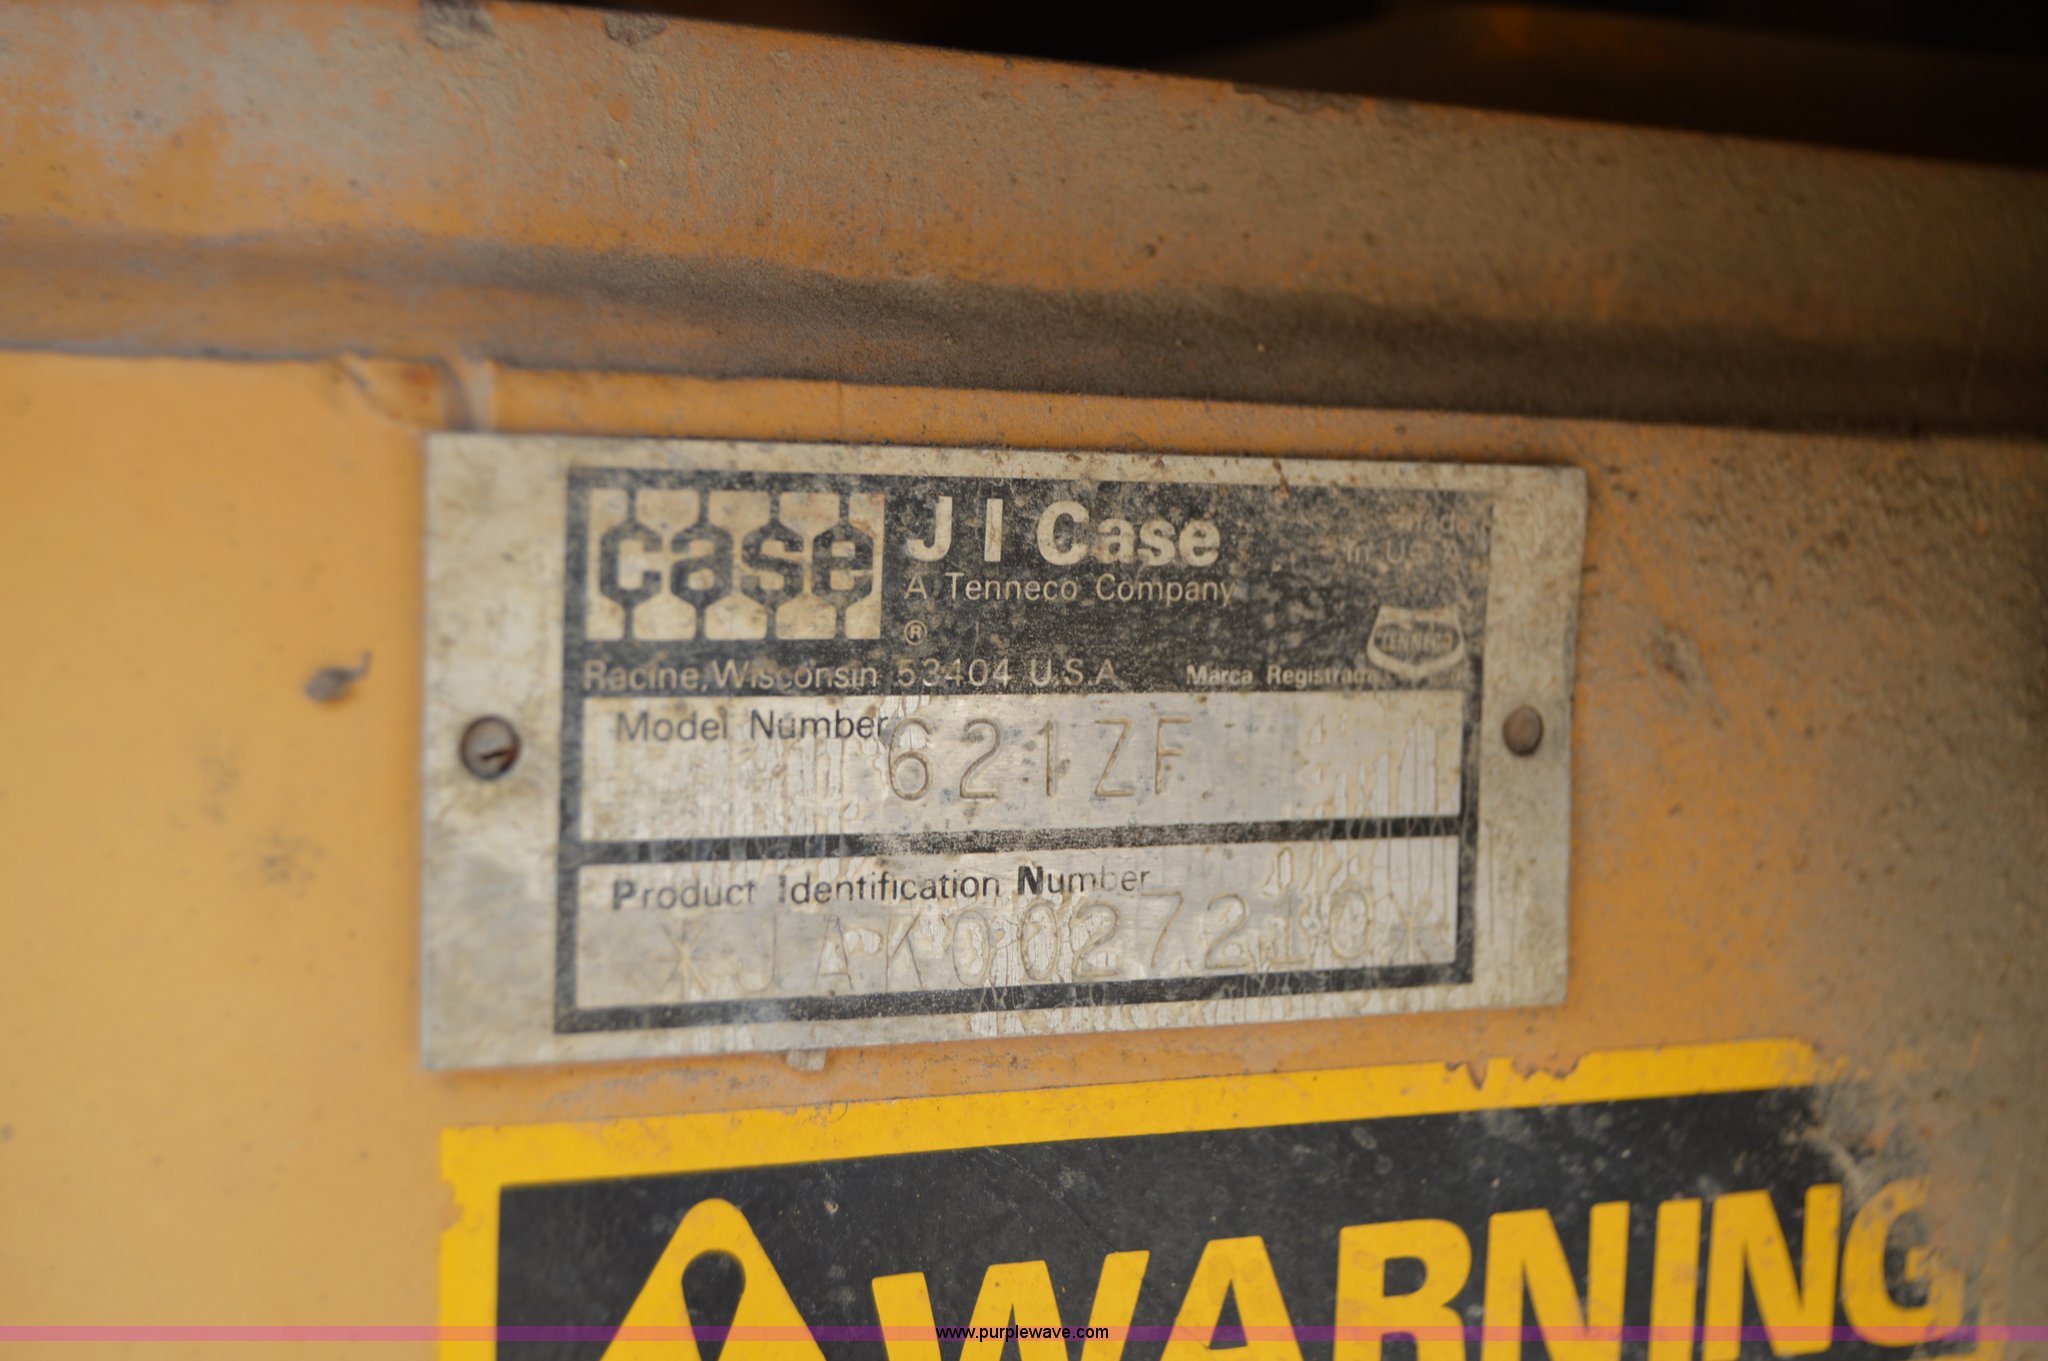 case
J I Case
A Tenneco Company
®
in U.S.A.
TENNECO
Racine, Wisconsin 53404 U.S.A.
Marca Registrada
Model Number 621ZF
Product Identification Number
*JAK0027210*
WARNING
www.purplewave.com